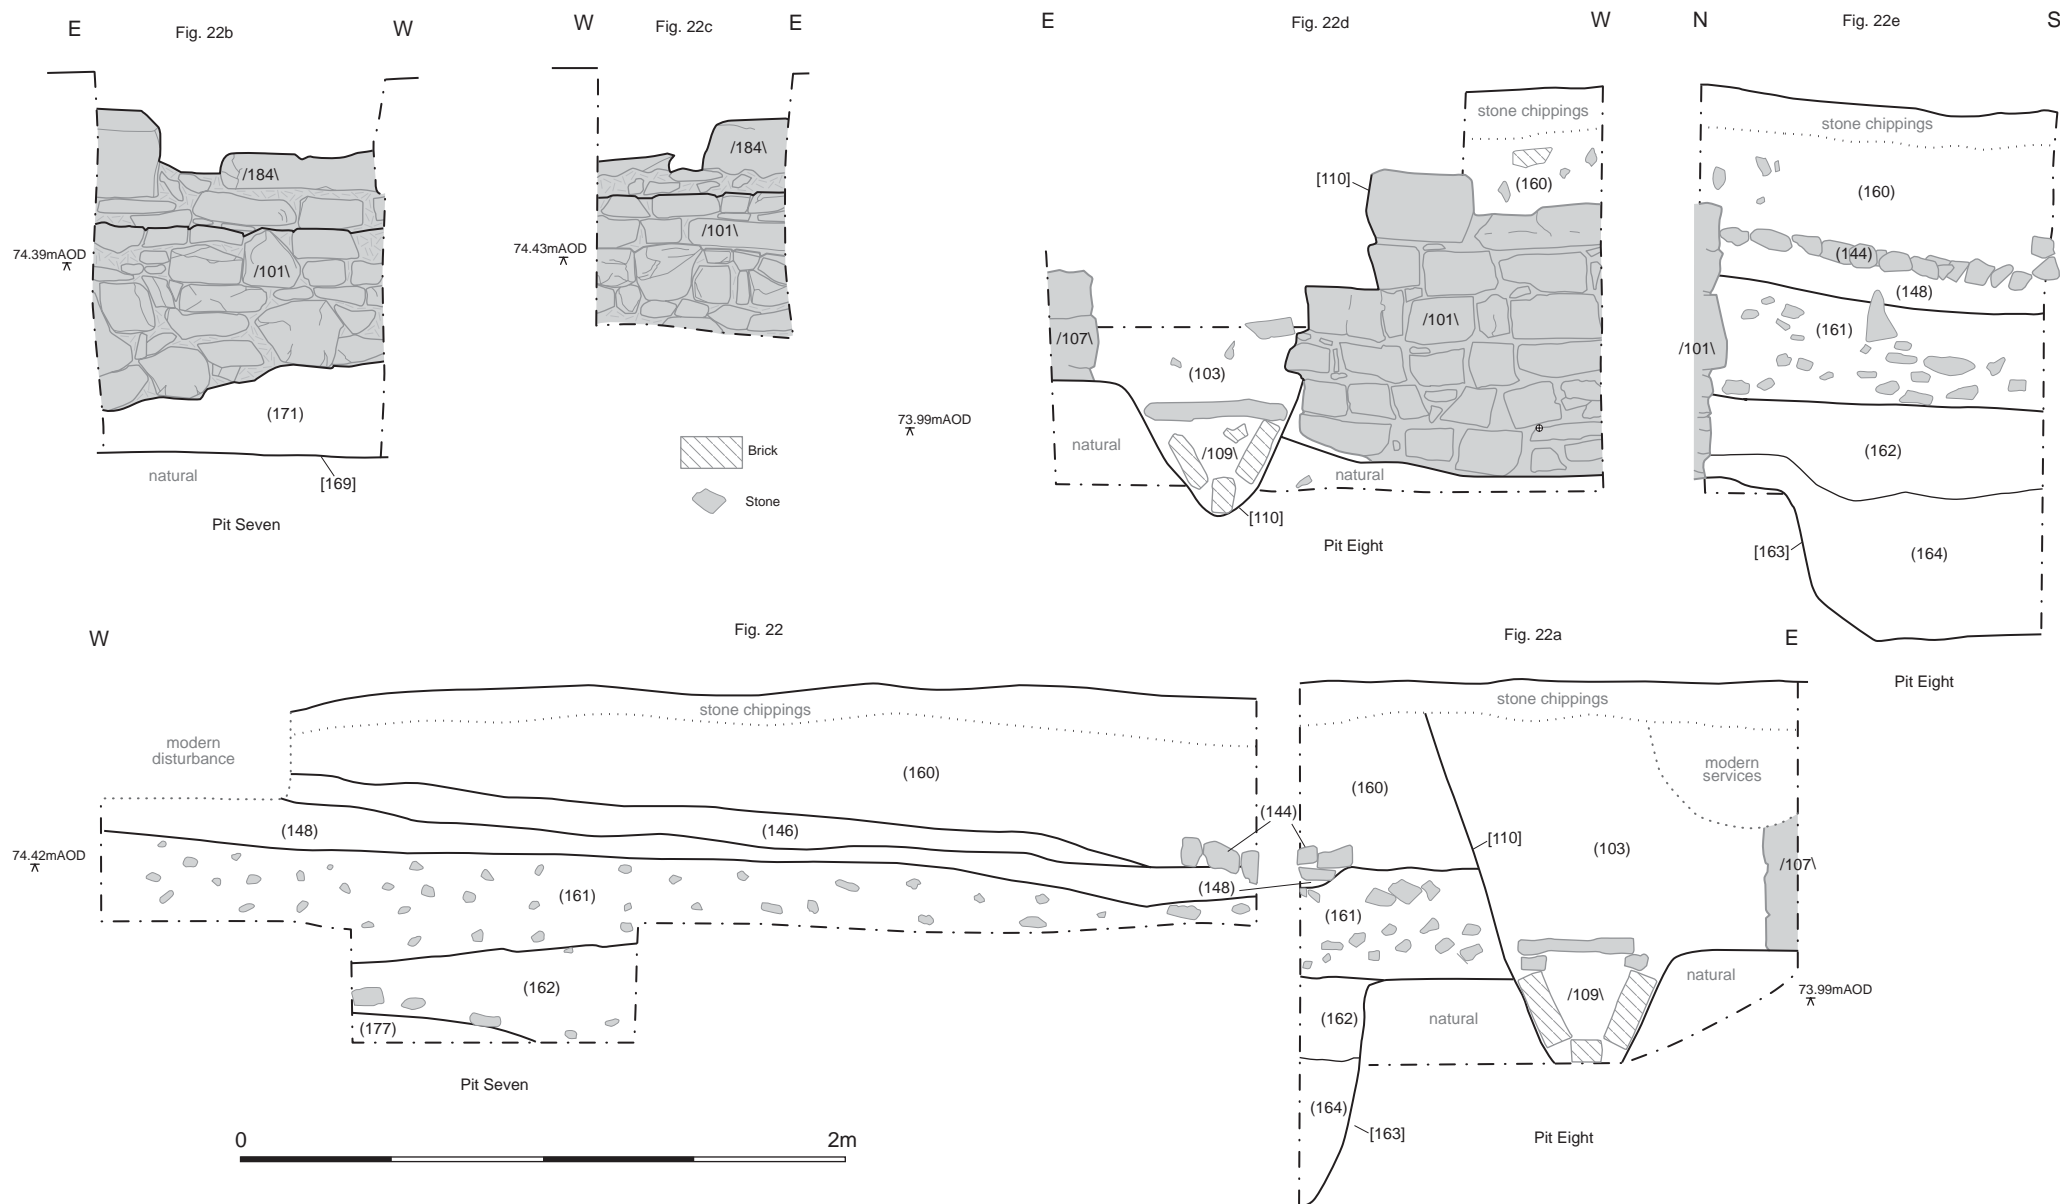 E
Fig. 22b
W
/184\
/101\
74.39mAOD
(171)
natural
[169]
Pit Seven
W
Fig. 22c
E
/184\
/101\
74.43mAOD
Brick
Stone
E
Fig. 22d
W
stone chippings
(160)
[110]
/101\
/107\
(103)
73.99mAOD
natural
/109\
natural
[110]
Pit Eight
N
Fig. 22e
S
stone chippings
(160)
(144)
(148)
(161)
/101\
(162)
[163]
(164)
Pit Eight
W
Fig. 22
stone chippings
modern
disturbance
(160)
(148)
(146)
(144)
74.42mAOD
(148)
(161)
(162)
(177)
Pit Seven
Fig. 22a
E
stone chippings
modern
services
(160)
[110]
(103)
/107\
(161)
natural
/109\
73.99mAOD
(162)
natural
(164)
[163]
Pit Eight
0
2m